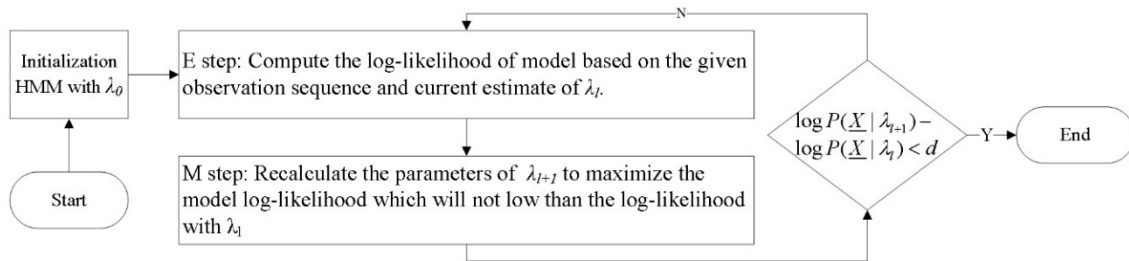 Start
Initialization
HMM with λ₀
E step: Compute the log-likelihood of model based on the given
observation sequence and current estimate of λₗ.
M step: Recalculate the parameters of λₗ₊₁ to maximize the
model log-likelihood which will not low than the log-likelihood
with λₗ
log P(X | λₗ₊₁) −
log P(X | λₗ) < d
N
Y
End